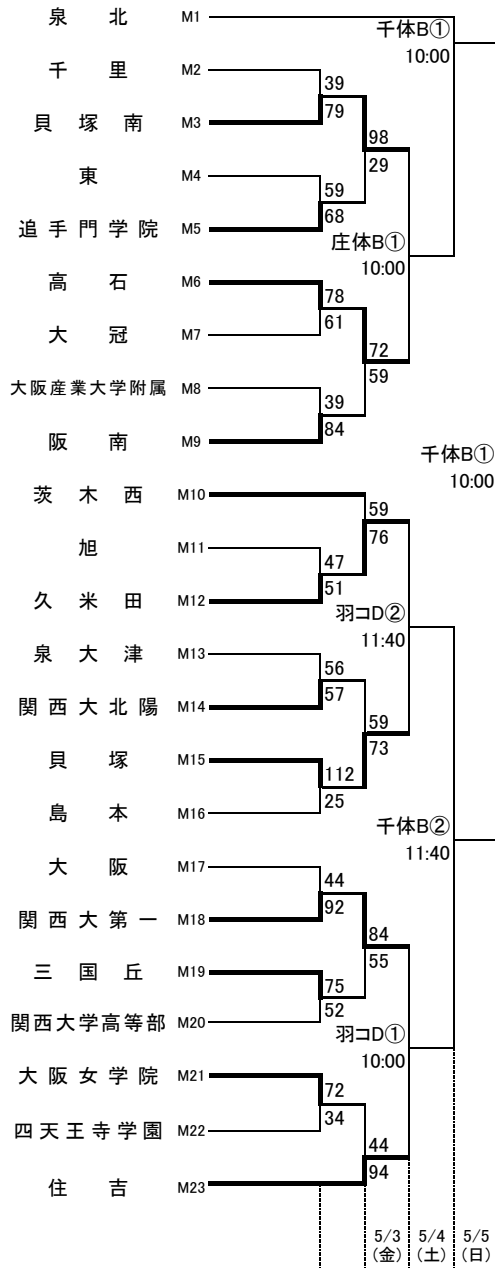 泉北 M1
千体B①
10:00
千里 M2
39
79
貝塚南 M3
98
29
東 M4
59
68
追手門学院 M5
庄体B①
10:00
高石 M6
78
61
大冠 M7
72
59
大阪産業大学附属 M8
39
84
阪南 M9
千体B①
10:00
茨木西 M10
59
76
旭 M11
47
51
久米田 M12
羽コD②
11:40
泉大津 M13
56
57
関西大北陽 M14
59
73
貝塚 M15
112
25
島本 M16
千体B②
11:40
大阪 M17
44
92
関西大第一 M18
84
55
三国丘 M19
75
52
関西大学高等部 M20
羽コD①
10:00
大阪女学院 M21
72
34
四天王寺学園 M22
44
94
住吉 M23
5/3 5/4 5/5
(金) (土) (日)